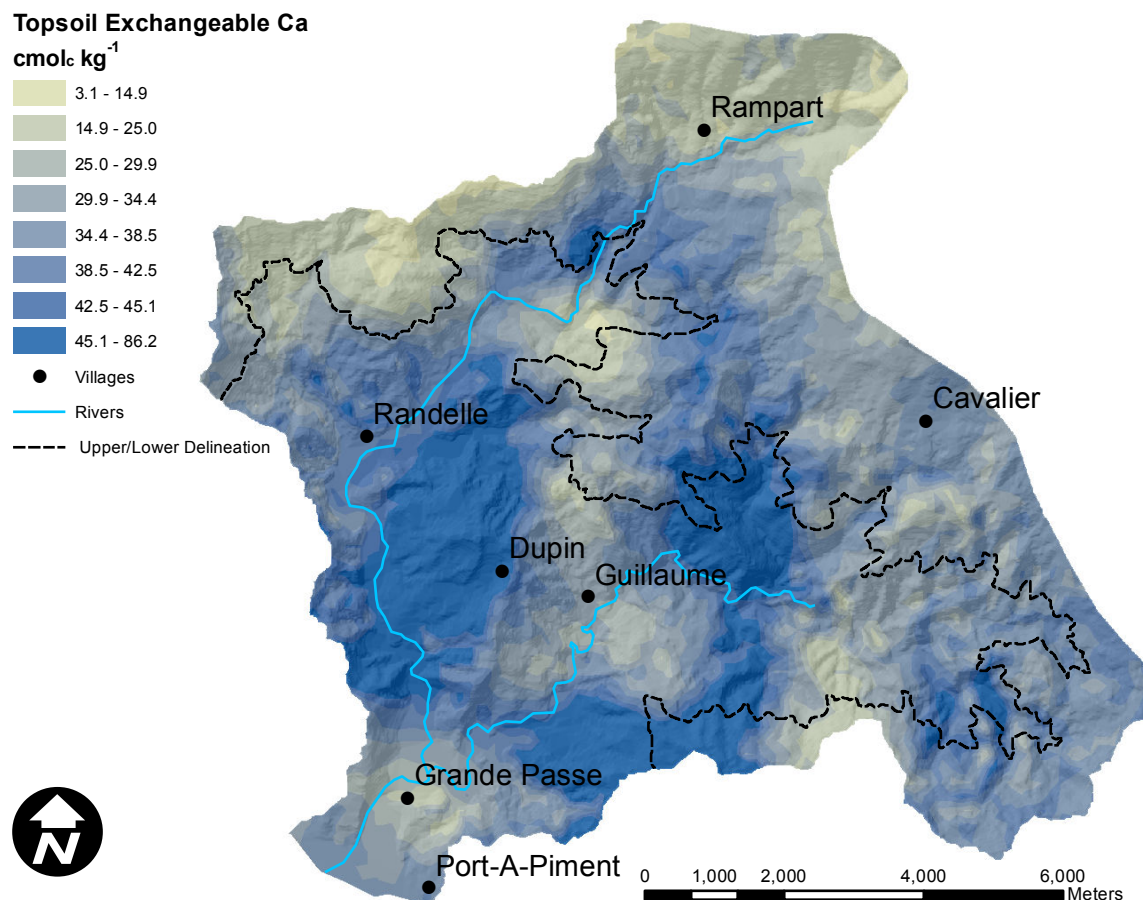 Topsoil Exchangeable Ca
cmolc kg-1
3.1 - 14.9
14.9 - 25.0
25.0 - 29.9
29.9 - 34.4
34.4 - 38.5
38.5 - 42.5
42.5 - 45.1
45.1 - 86.2
Villages
Rivers
Upper/Lower Delineation
Rampart
Cavalier
Randelle
Dupin
Guillaume
Grande Passe
Port-A-Piment
N
0 1,000 2,000 4,000 6,000
Meters